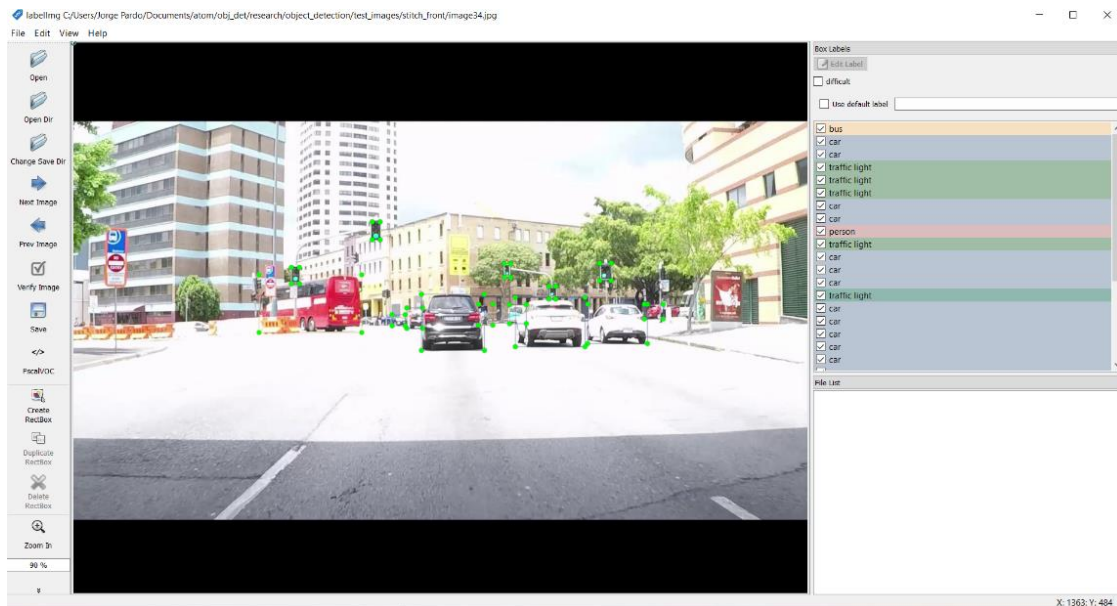 labelImg C:/Users/Jorge Pardo/Documents/atom/obj_det/research/object_detection/test_images/stitch_front/image34.jpg
File Edit View Help
Open
Open Dir
Change Save Dir
Next Image
Prev Image
Verify Image
Save
</>
PascalVOC
Create
RectBox
Duplicate
RectBox
Delete
RectBox
Zoom In
90 %
Box Labels
Edit Label
difficult
Use default label
bus
car
car
traffic light
traffic light
traffic light
car
car
person
traffic light
car
car
car
traffic light
car
car
car
car
car
File List
X: 1363; Y: 484